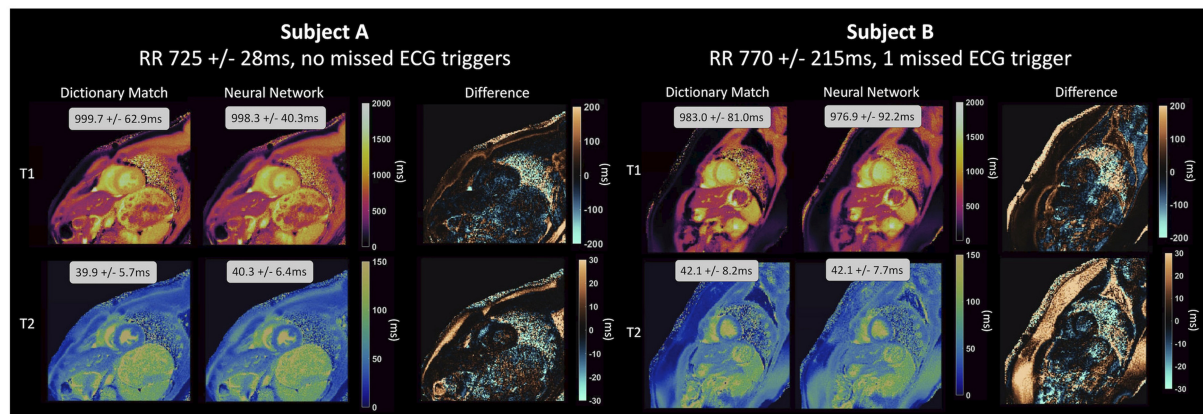 Subject A
RR 725 +/- 28ms, no missed ECG triggers
Dictionary Match
Neural Network
Difference
T1
999.7 +/- 62.9ms
998.3 +/- 40.3ms
2000
1500
1000
500
0
(ms)
200
100
0
-100
-200
(ms)
T2
39.9 +/- 5.7ms
40.3 +/- 6.4ms
150
100
50
0
(ms)
30
20
10
0
-10
-20
-30
(ms)
Subject B
RR 770 +/- 215ms, 1 missed ECG trigger
Dictionary Match
Neural Network
Difference
T1
983.0 +/- 81.0ms
976.9 +/- 92.2ms
2000
1500
1000
500
0
(ms)
200
100
0
-100
-200
(ms)
T2
42.1 +/- 8.2ms
42.1 +/- 7.7ms
150
100
50
0
(ms)
30
20
10
0
-10
-20
-30
(ms)